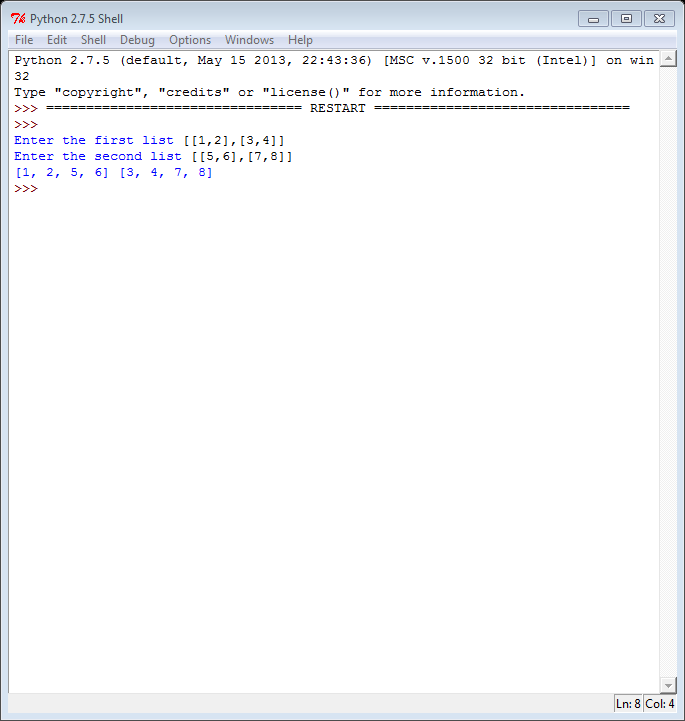 Python 2.7.5 Shell
File Edit Shell Debug Options Windows Help
Python 2.7.5 (default, May 15 2013, 22:43:36) [MSC v.1500 32 bit (Intel)] on win
32
Type "copyright", "credits" or "license()" for more information.
>>> ================================ RESTART ================================
>>>
Enter the first list [[1,2],[3,4]]
Enter the second list [[5,6],[7,8]]
[1, 2, 5, 6] [3, 4, 7, 8]
>>>
Ln: 8 Col: 4